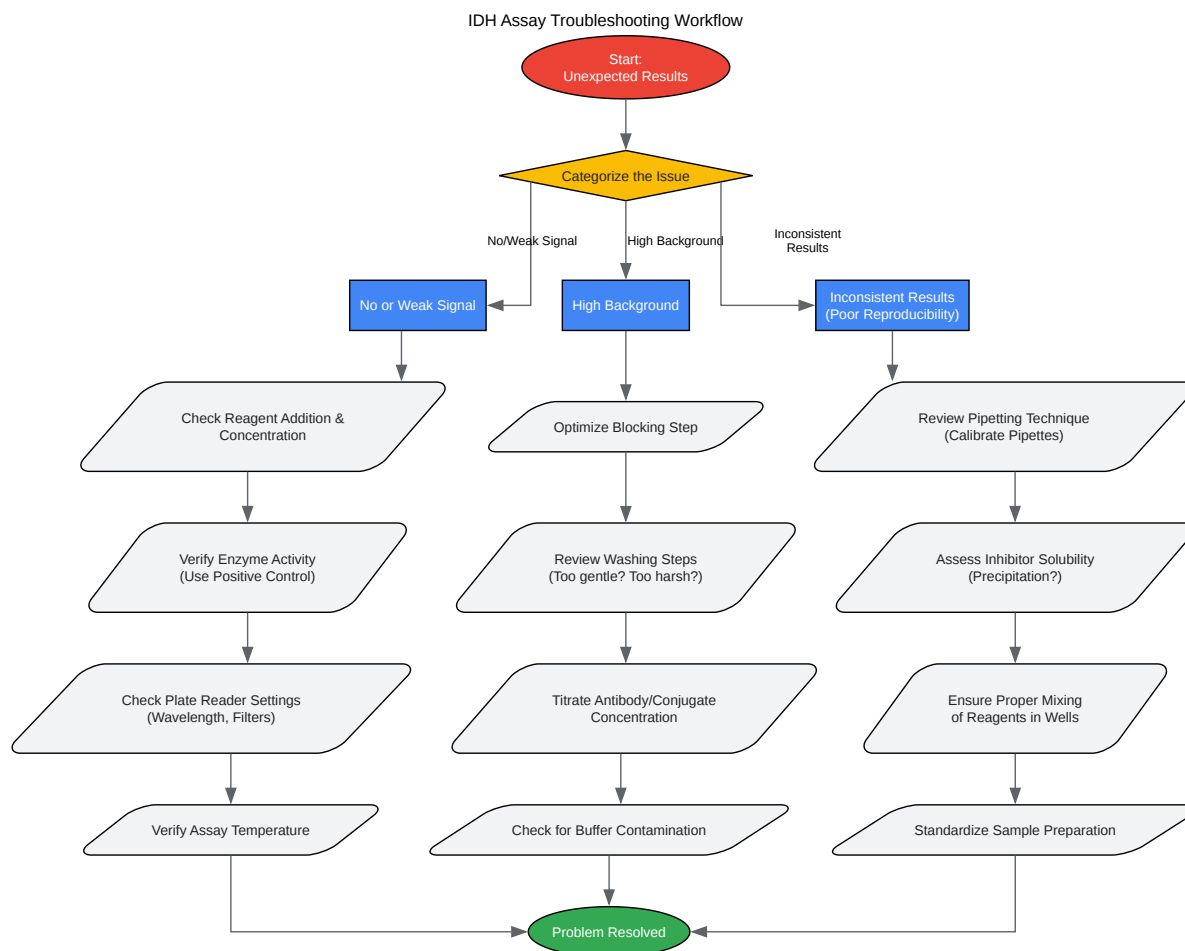 IDH Assay Troubleshooting Workflow
Start:
Unexpected Results
Categorize the Issue
No/Weak Signal
High Background
Inconsistent
Results
No or Weak Signal
High Background
Inconsistent Results
(Poor Reproducibility)
Check Reagent Addition &
Concentration
Optimize Blocking Step
Review Pipetting Technique
(Calibrate Pipettes)
Verify Enzyme Activity
(Use Positive Control)
Review Washing Steps
(Too gentle? Too harsh?)
Assess Inhibitor Solubility
(Precipitation?)
Check Plate Reader Settings
(Wavelength, Filters)
Titrate Antibody/Conjugate
Concentration
Ensure Proper Mixing
of Reagents in Wells
Verify Assay Temperature
Check for Buffer Contamination
Standardize Sample Preparation
Problem Resolved